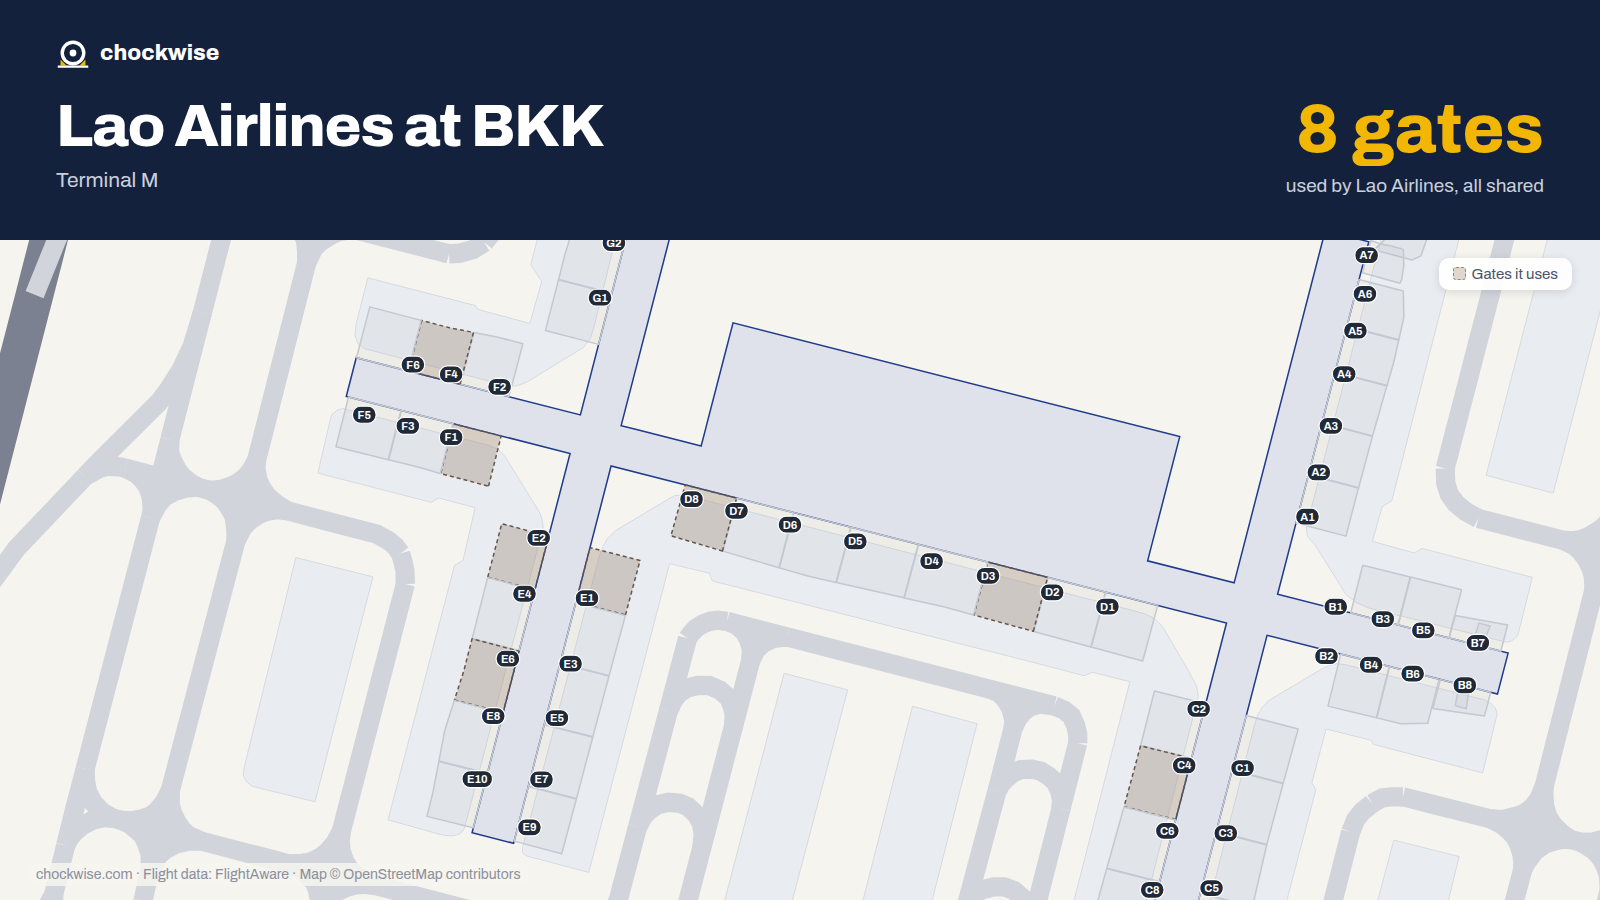 chockwise
Lao Airlines at BKK
Terminal M
8 gates
used by Lao Airlines, all shared
Gates it uses
G2
G1
F6
F4
F2
F5
F3
F1
A7
A6
A5
A4
A3
A2
A1
D8
D7
D6
D5
D4
D3
D2
D1
E2
E4
E1
E6
E3
E8
E5
E10
E7
E9
B1
B3
B5
B7
B2
B4
B6
B8
C2
C4
C1
C6
C3
C8
C5
chockwise.com · Flight data: FlightAware · Map © OpenStreetMap contributors